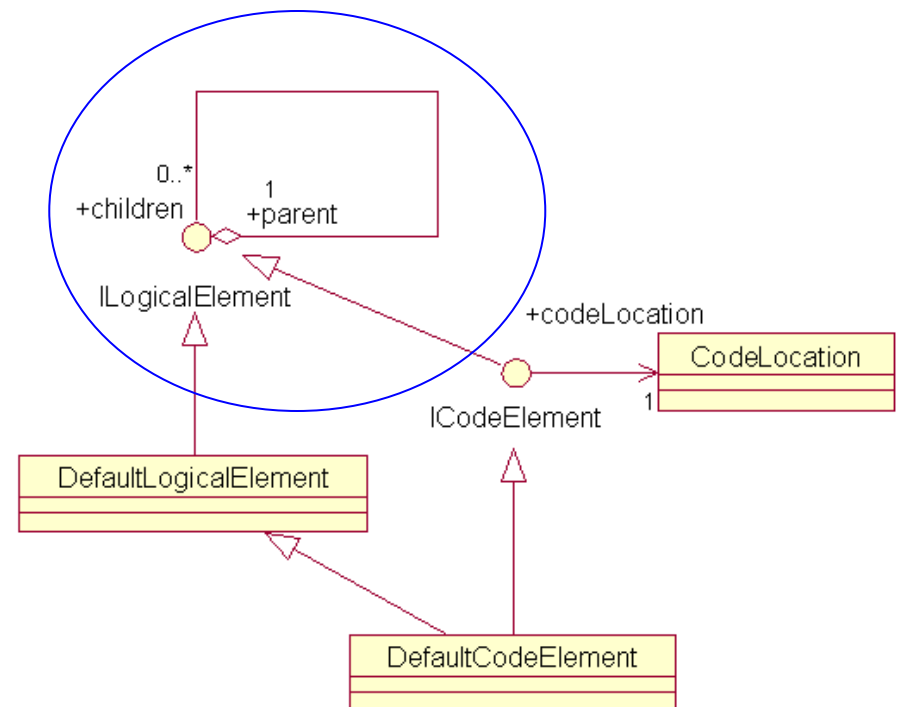 0..*
1
+children
+parent
ILogicalElement
+codeLocation
CodeLocation
1
ICodeElement
DefaultLogicalElement
DefaultCodeElement